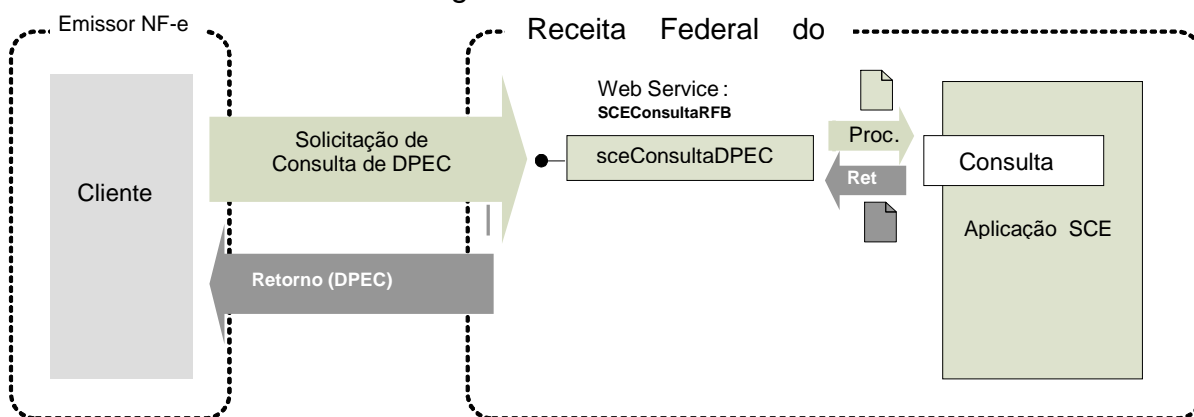 Emissor NF-e
Receita Federal do
Cliente
Solicitação de
Consulta de DPEC
Retorno (DPEC)
Web Service :
SCEConsultaRFB
sceConsultaDPEC
Proc.
Ret
Consulta
Aplicação SCE